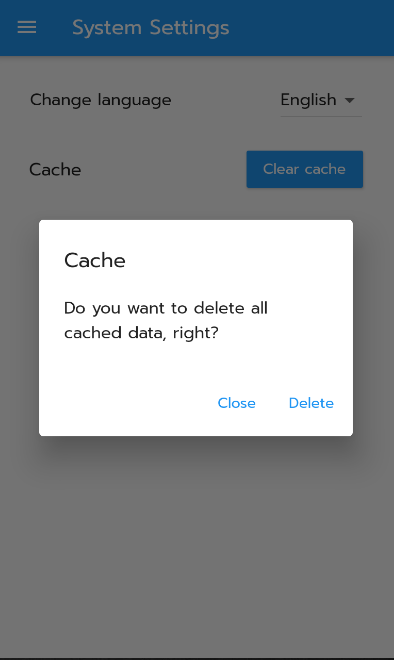 System Settings
Change language English
Cache Clear cache
Cache
Do you want to delete all
cached data, right?
Close Delete